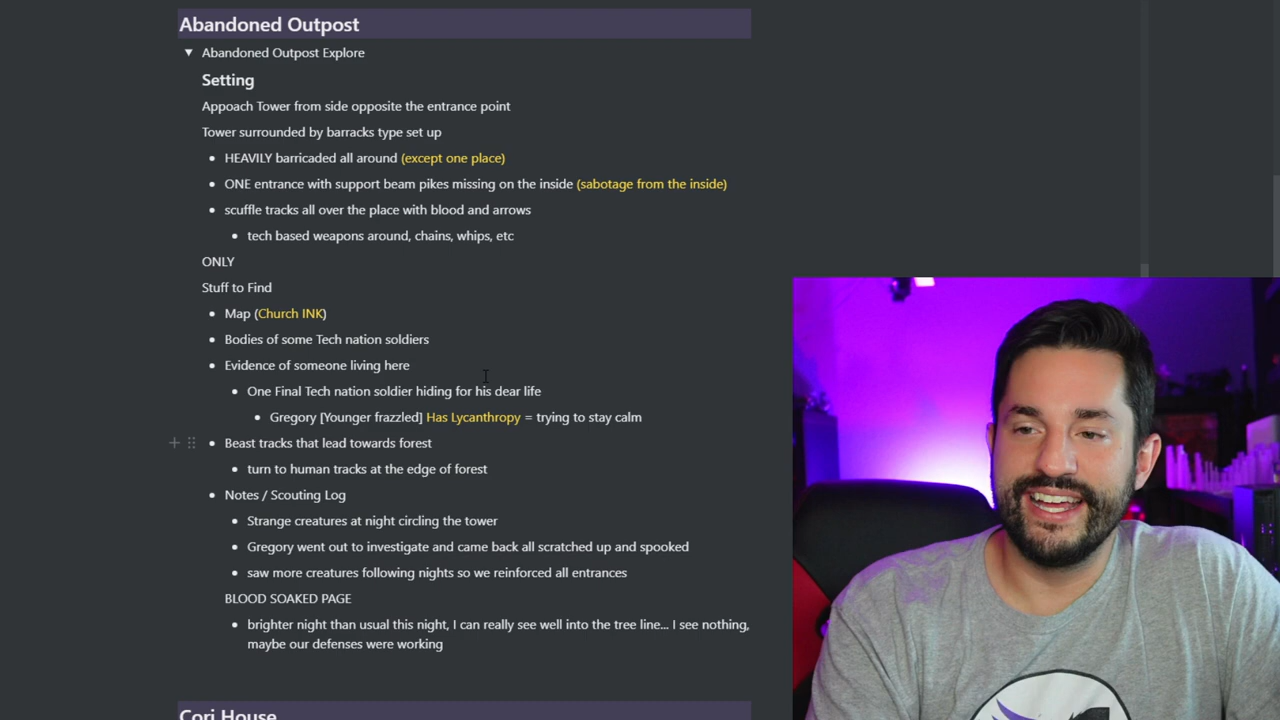 Abandoned Outpost
Abandoned Outpost Explore
Setting
Appoach Tower from side opposite the entrance point
Tower surrounded by barracks type set up
HEAVILY barricaded all around (except one place)
ONE entrance with support beam pikes missing on the inside (sabotage from the inside)
scuffle tracks all over the place with blood and arrows
tech based weapons around, chains, whips, etc
ONLY
Stuff to Find
Map (Church INK)
Bodies of some Tech nation soldiers
Evidence of someone living here
One Final Tech nation soldier hiding for his dear life
Gregory [Younger frazzled] Has Lycanthropy = trying to stay calm
Beast tracks that lead towards forest
turn to human tracks at the edge of forest
Notes / Scouting Log
Strange creatures at night circling the tower
Gregory went out to investigate and came back all scratched up and spooked
saw more creatures following nights so we reinforced all entrances
BLOOD SOAKED PAGE
brighter night than usual this night, I can really see well into the tree line... I see nothing,
maybe our defenses were working
Cori House